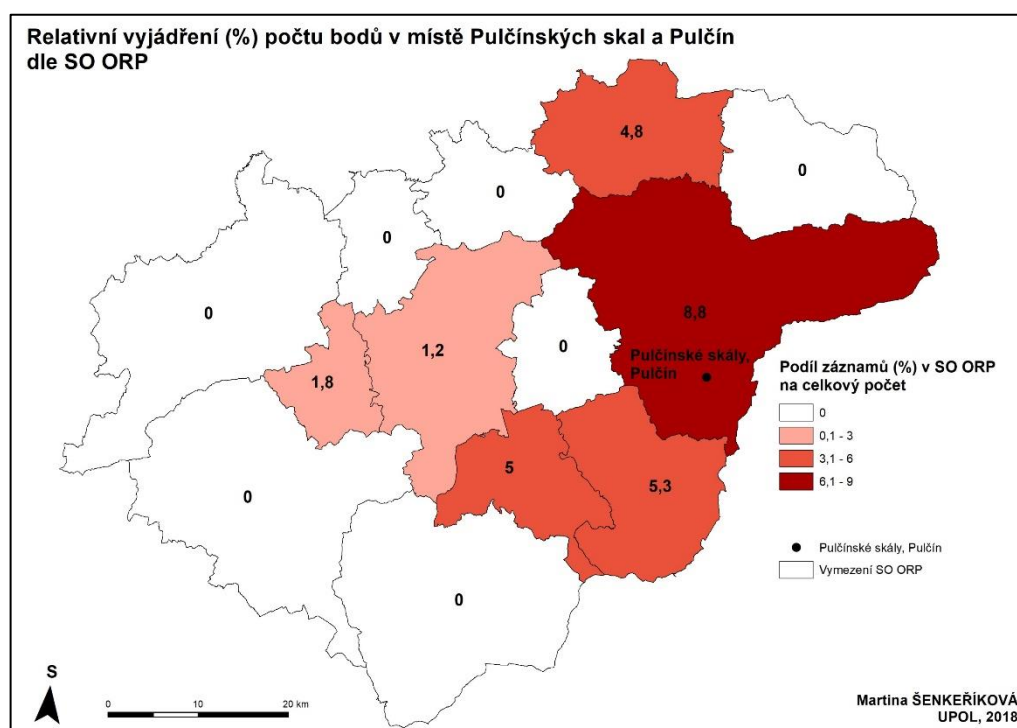 Relativní vyjádření (%) počtu bodů v místě Pulčínských skal a Pulčín
dle SO ORP
4,8
0
0
0
0
8,8
1,2
0
Pulčinské skály,
Pulčin
1,8
5
5,3
0
0
Podíl záznamů (%) v SO ORP
na celkový počet
0
0,1 - 3
3,1 - 6
6,1 - 9
Pulčínské skály, Pulčín
Vymezení SO ORP
S
0 10 20 km
Martina ŠENKEŘÍKOVÁ
UPOL, 2018